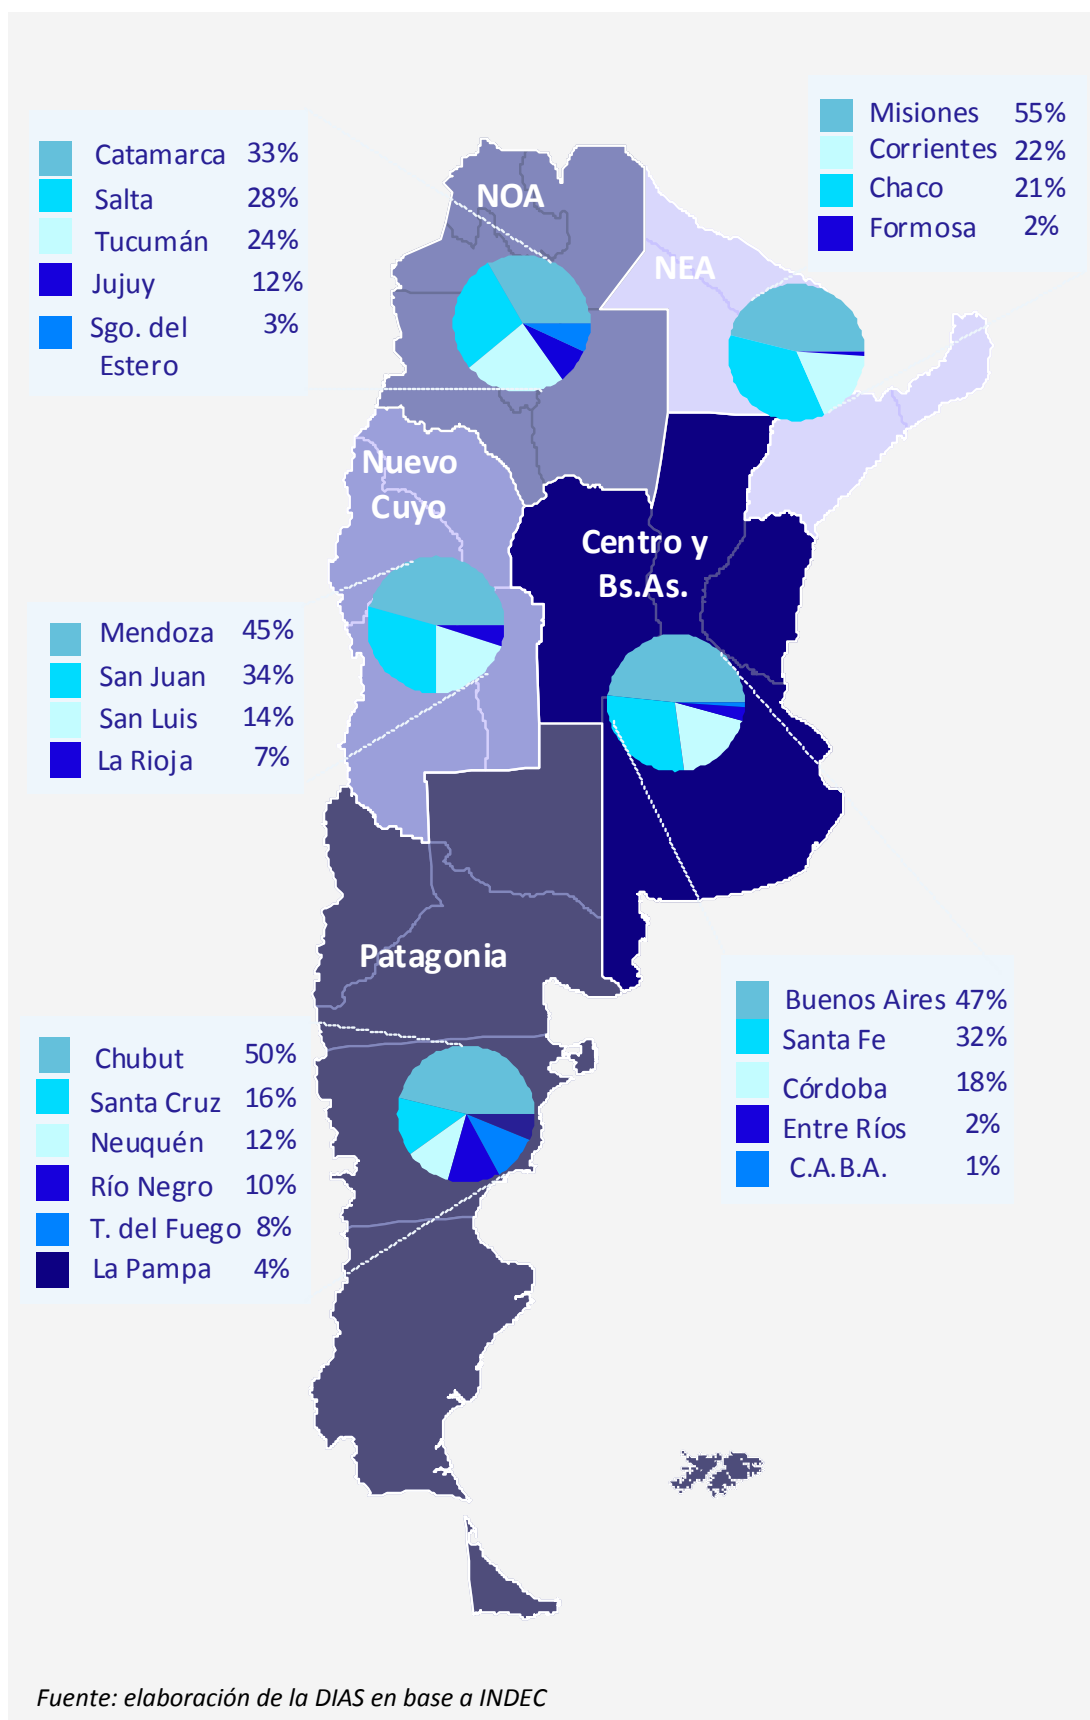 Misiones 55%
Corrientes 22%
Chaco 21%
Formosa 2%
Catamarca 33%
Salta 28%
Tucumán 24%
Jujuy 12%
Sgo. del 3%
Estero
NOA
NEA
Nuevo
Cuyo
Centro y
Bs.As.
Mendoza 45%
San Juan 34%
San Luis 14%
La Rioja 7%
Patagonia
Buenos Aires 47%
Santa Fe 32%
Córdoba 18%
Entre Ríos 2%
C.A.B.A. 1%
Chubut 50%
Santa Cruz 16%
Neuquén 12%
Río Negro 10%
T. del Fuego 8%
La Pampa 4%
Fuente: elaboración de la DIAS en base a INDEC